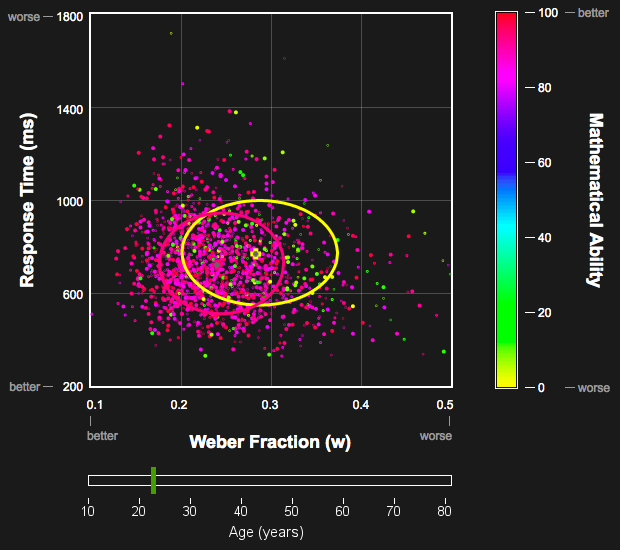 worse
1800
1400
1000
600
200
better
Response Time (ms)
0.1
0.2
0.3
0.4
0.5
better
Weber Fraction (w)
worse
100
80
60
40
20
0
better
worse
Mathematical Ability
10
20
30
40
50
60
70
80
Age (years)